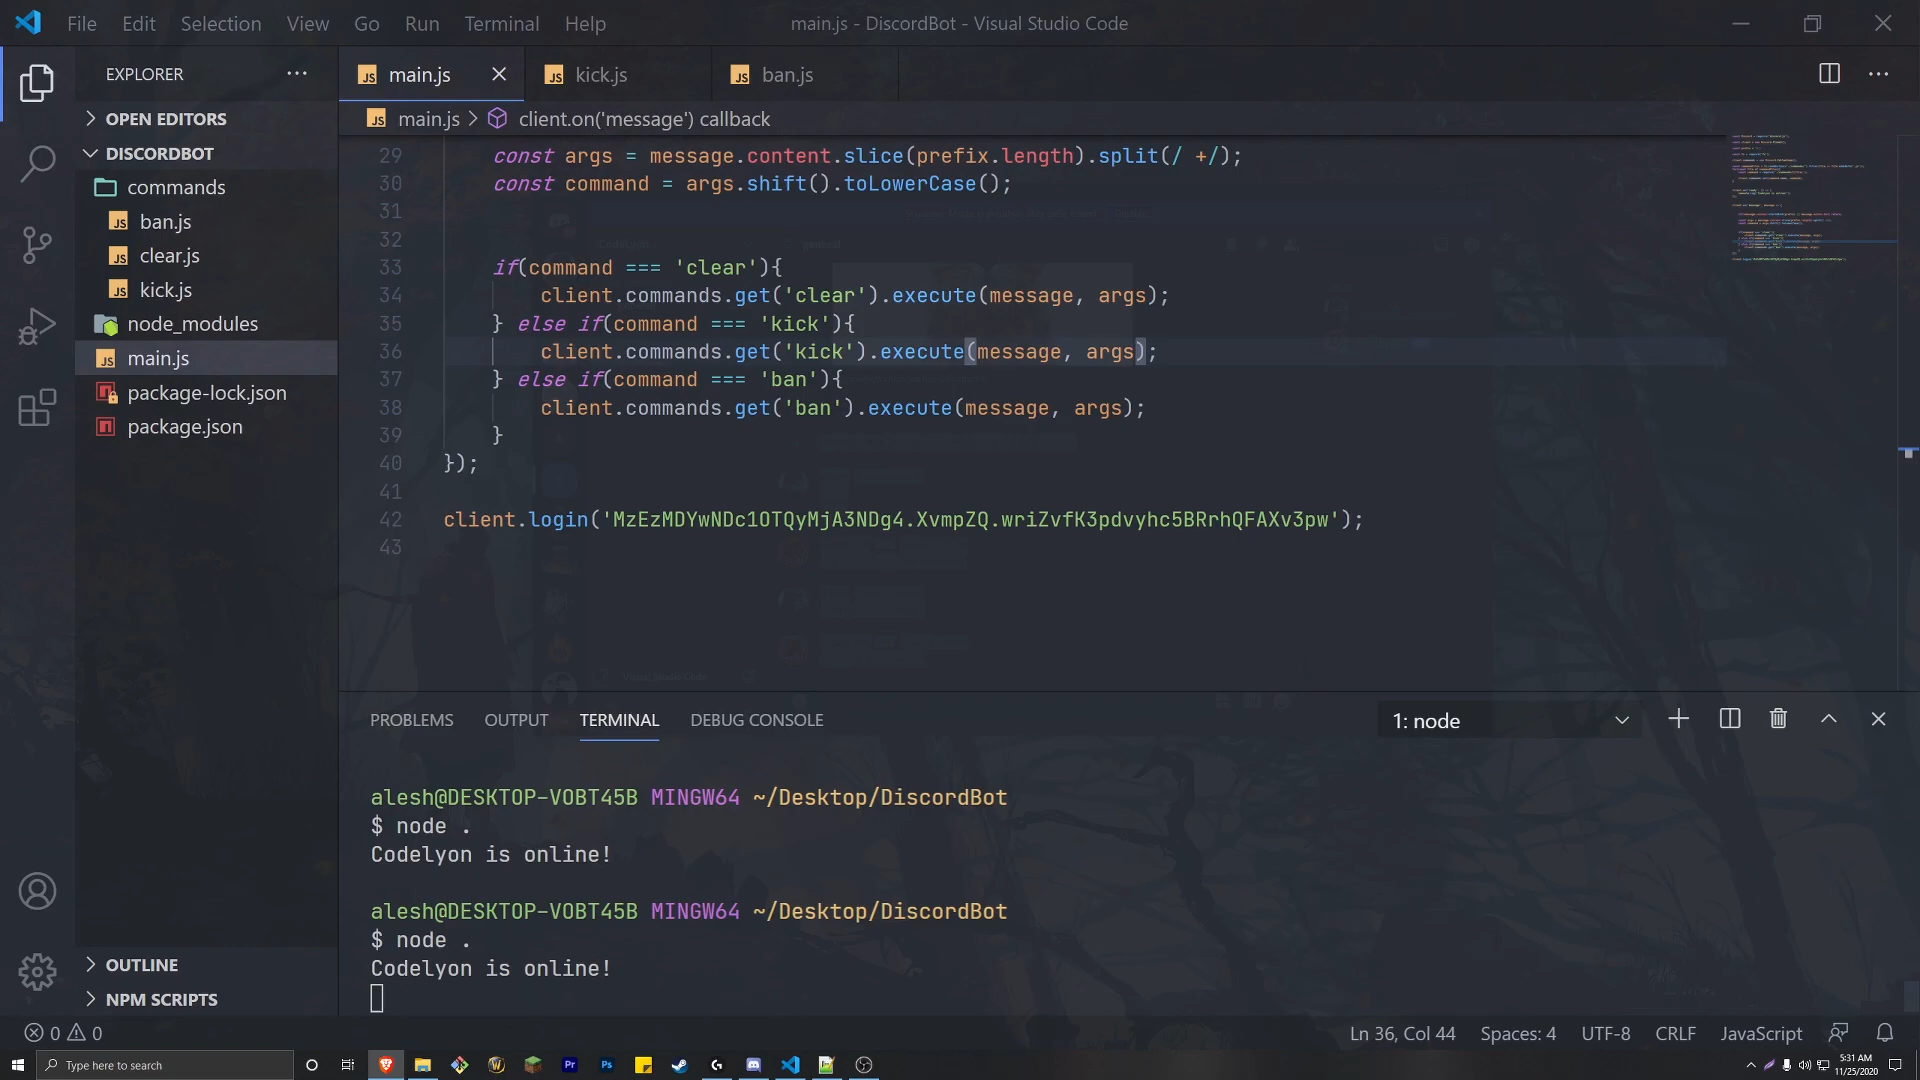 File Edit Selection View Go Run Terminal Help
main.js - DiscordBot - Visual Studio Code
EXPLORER
main.js
kick.js
ban.js
main.js > client.on('message') callback
OPEN EDITORS
DISCORDBOT
commands
ban.js
clear.js
kick.js
node_modules
main.js
package-lock.json
package.json
OUTLINE
NPM SCRIPTS
29 const args = message.content.slice(prefix.length).split(/ +/);
30 const command = args.shift().toLowerCase();
31
32
33 if(command === 'clear'){
34 client.commands.get('clear').execute(message, args);
35 } else if(command === 'kick'){
36 client.commands.get('kick').execute(message, args);
37 } else if(command === 'ban'){
38 client.commands.get('ban').execute(message, args);
39 }
40 });
41
42 client.login('MzEzMDYwNDc1OTQyMjA3NDg4.XvmpZQ.wriZvfK3pdvyhc5BRrhQFAXv3pw');
43
PROBLEMS OUTPUT TERMINAL DEBUG CONSOLE
1: node
alesh@DESKTOP-VOBT45B MINGW64 ~/Desktop/DiscordBot
$ node .
Codelyon is online!
alesh@DESKTOP-VOBT45B MINGW64 ~/Desktop/DiscordBot
$ node .
Codelyon is online!
0 0
Ln 36, Col 44 Spaces: 4 UTF-8 CRLF JavaScript
Type here to search
5:31 AM
11/25/2020